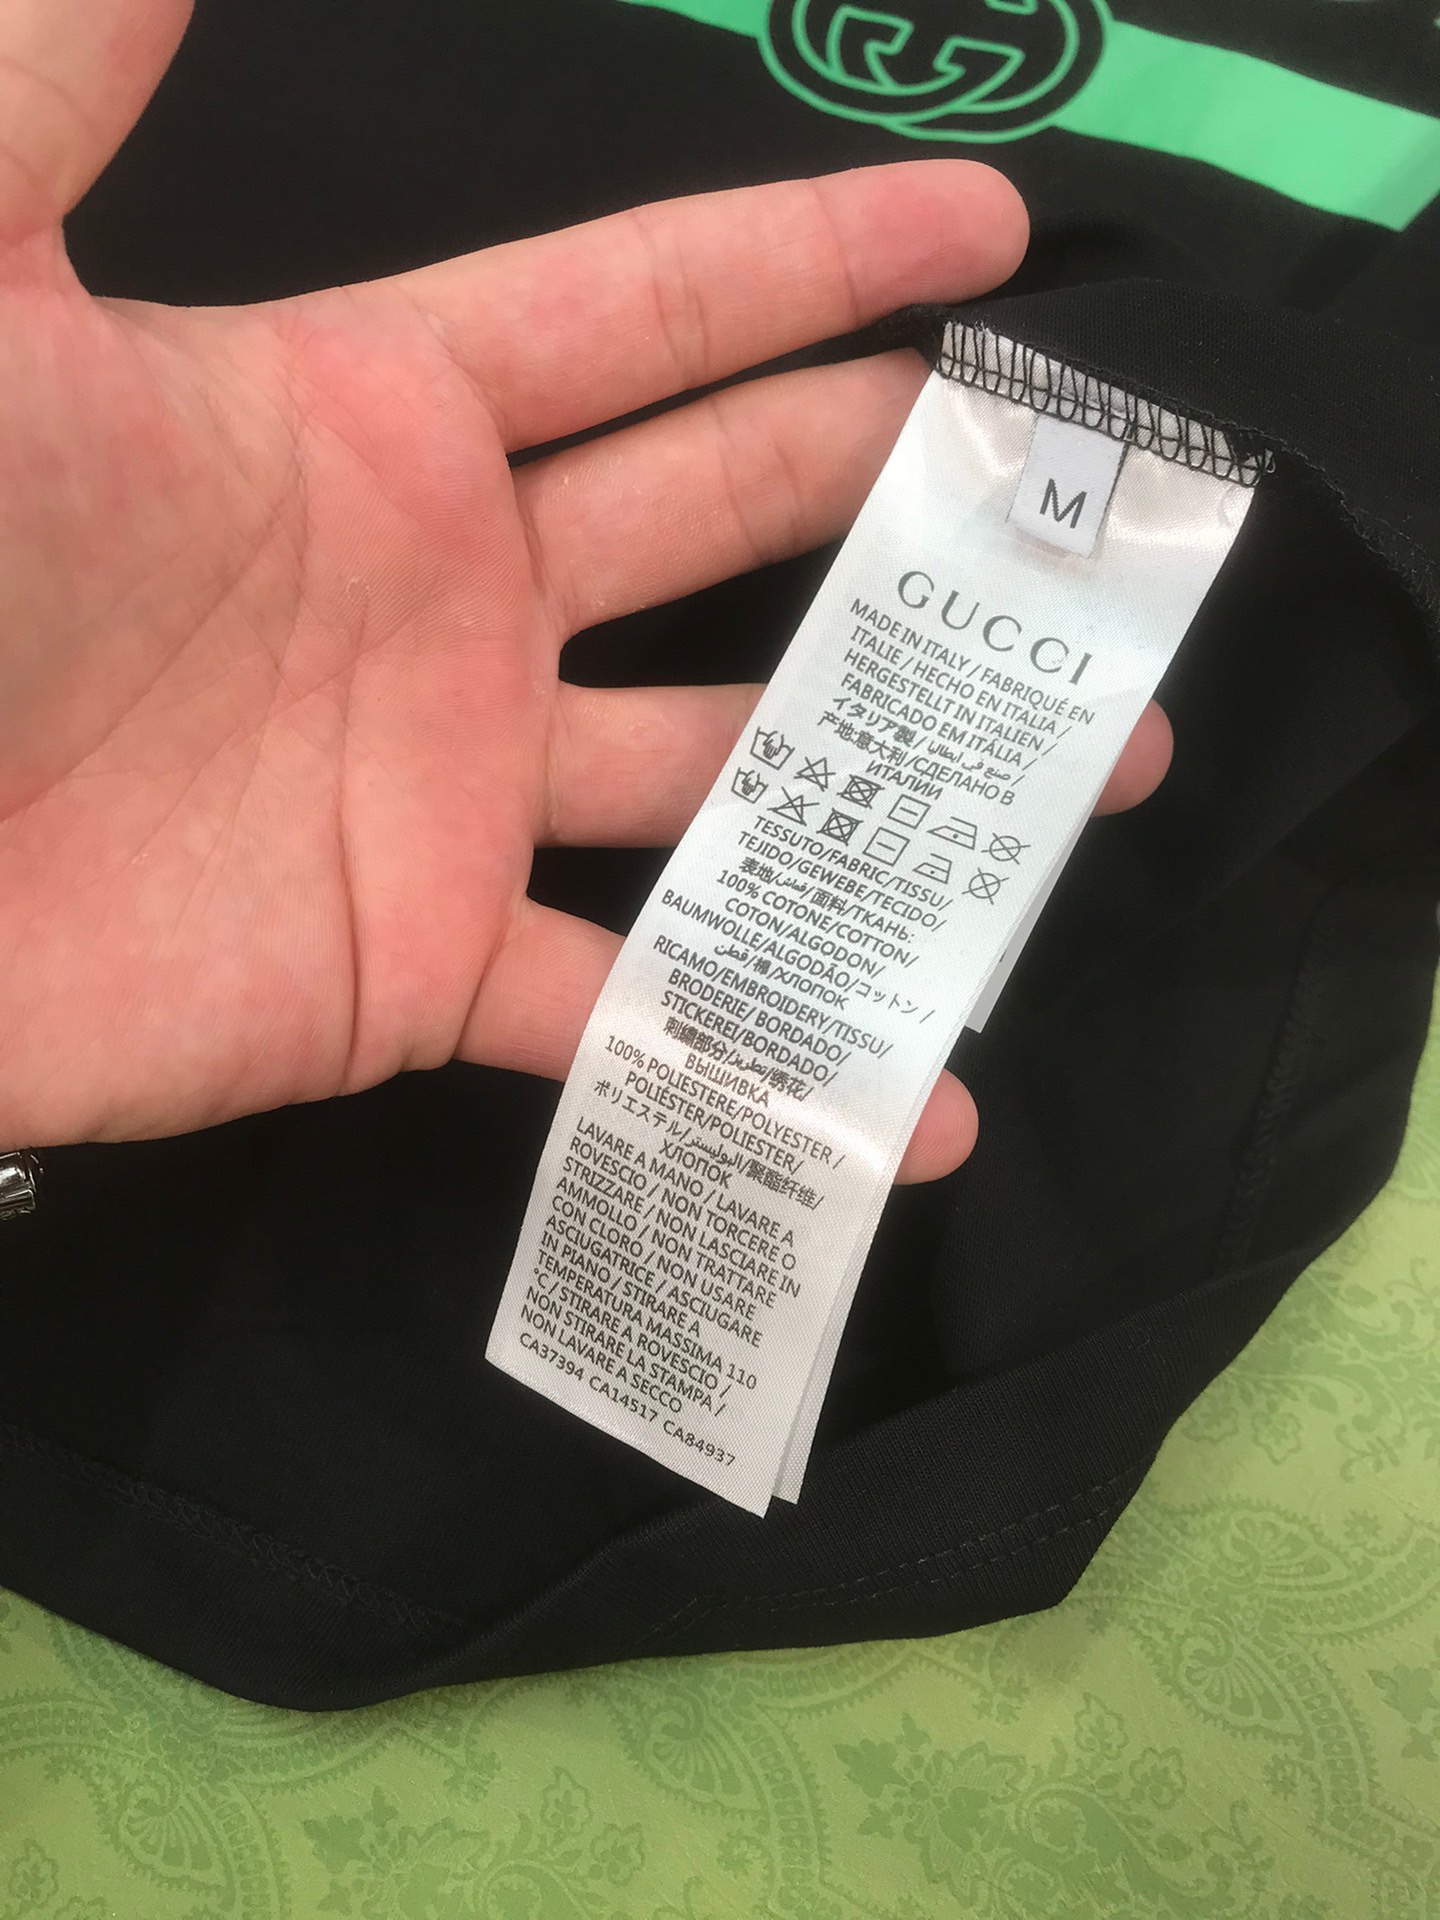 M
GUCCI
MADE IN ITALY / FABRIQUÉ EN
ITALIE / HECHO EN ITALIA /
HERGESTELLT IN ITALIEN /
FABRICADO EM ITÁLIA /
イタリア製 / صنع في ايطاليا /
产地:意大利/СДЕЛАНО В
ИТАЛИИ
TESSUTO/FABRIC/TISSU/
TEJIDO/GEWEBE/TECIDO/
表地/قماش/面料/ТКАНЬ:
100% COTONE/COTTON/
COTON/ALGODON/
BAUMWOLLE/ALGODÃO/コットン /
قطن/棉/ХЛОПОК
RICAMO/EMBROIDERY/TISSU/
BRODERIE/ BORDADO/
STICKEREI/BORDADO/
刺繍部分/تطريز/绣花/
ВЫШИВКА
100% POLIESTERE/POLYESTER /
POLIÉSTER/POLIESTER/
ポリエステル/البوليستر/聚酯纤维/
ХЛОПОК
LAVARE A MANO / LAVARE A
ROVESCIO / NON TORCERE O
STRIZZARE / NON LASCIARE IN
AMMOLLO / NON TRATTARE
CON CLORO / NON USARE
ASCIUGATRICE / ASCIUGARE
IN PIANO / STIRARE A
TEMPERATURA MASSIMA 110
°C / STIRARE A ROVESCIO /
NON STIRARE LA STAMPA /
NON LAVARE A SECCO
CA37394 CA14517 CA84937